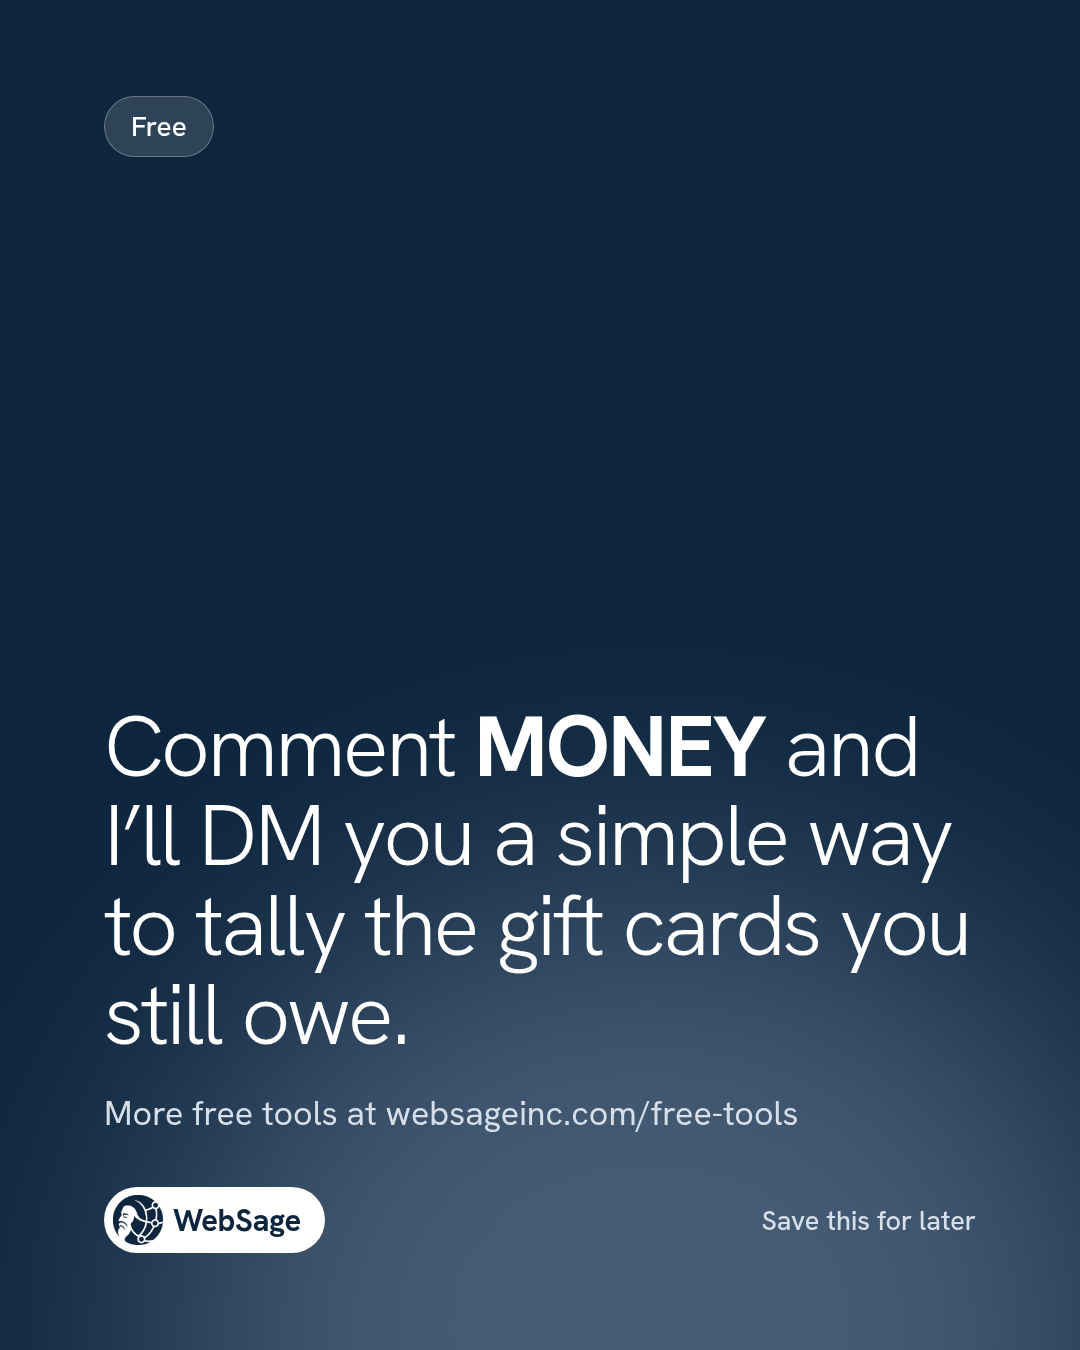 Free
Comment MONEY and
I’ll DM you a simple way
to tally the gift cards you
still owe.
More free tools at websageinc.com/free-tools
WebSage
Save this for later